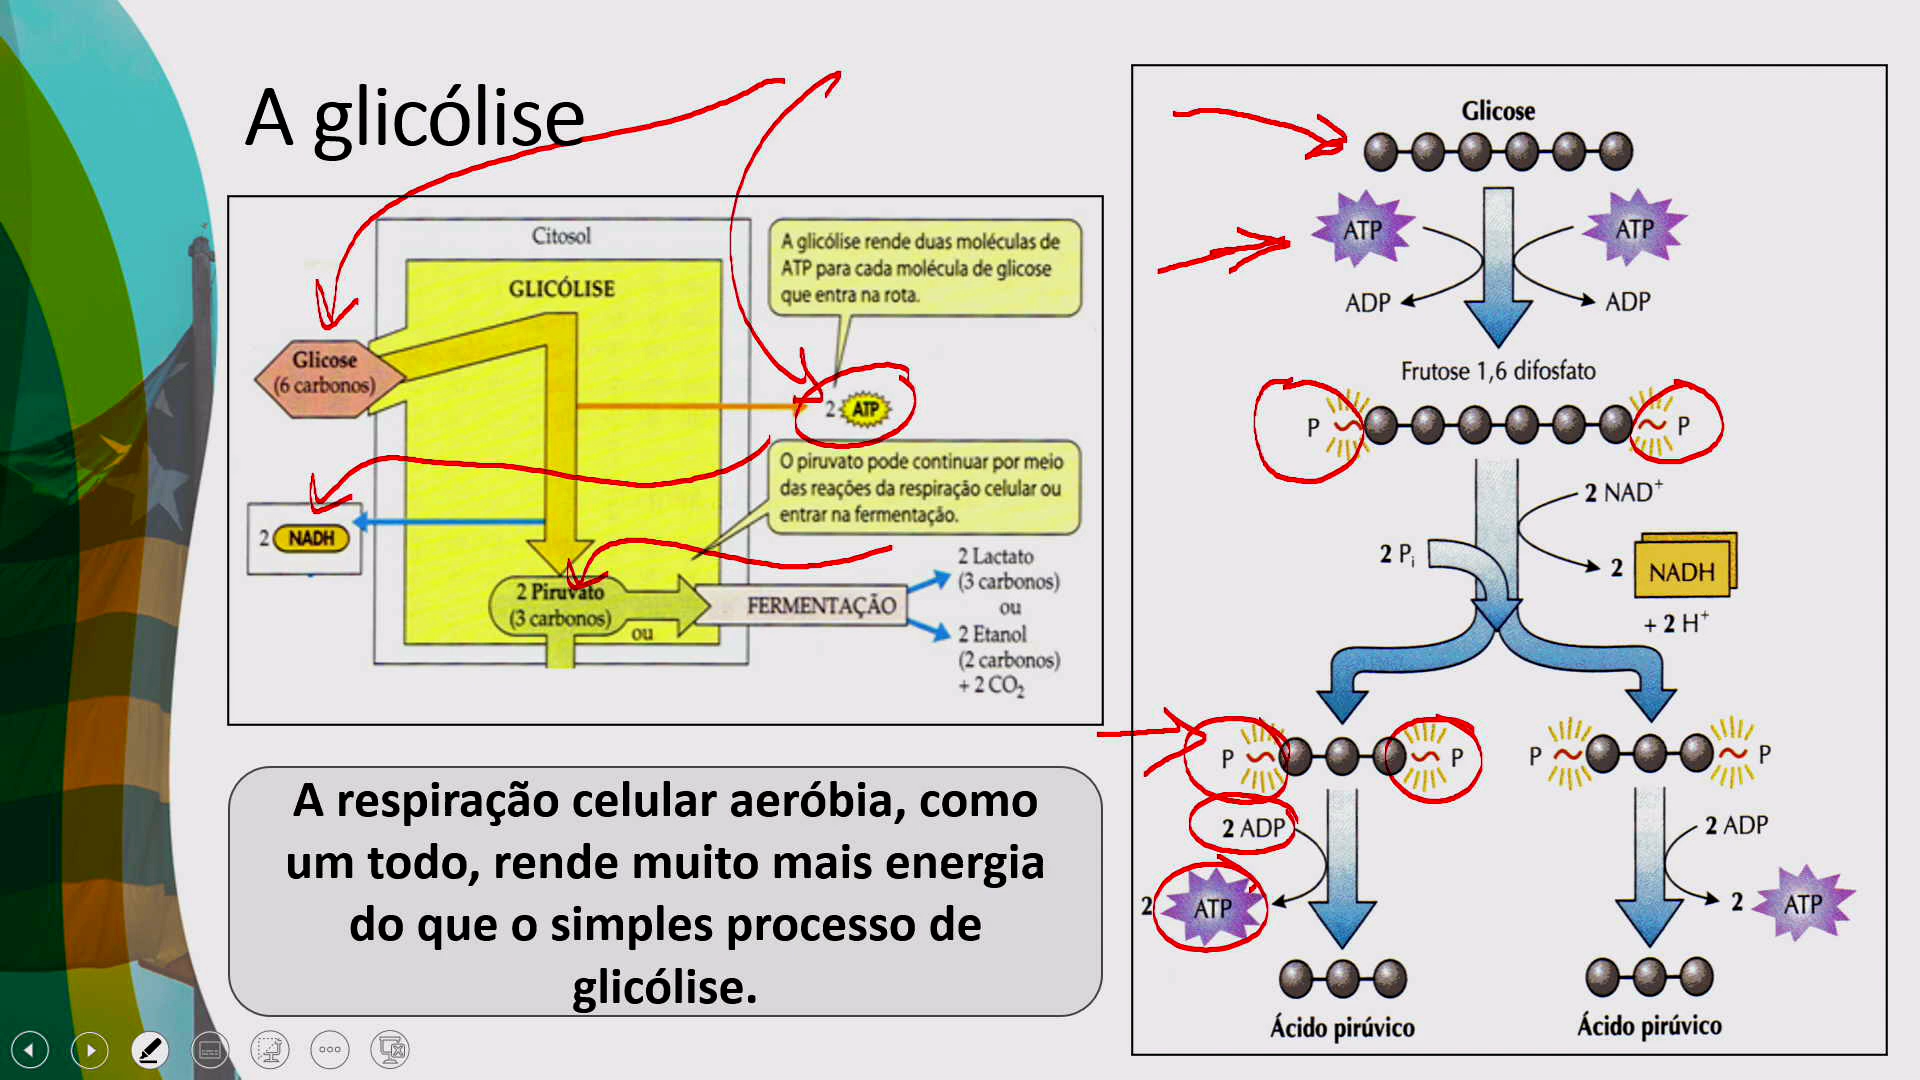 A glicólise
Citosol
GLICÓLISE
A glicólise rende duas moléculas de
ATP para cada molécula de glicose
que entra na rota.
Glicose
(6 carbonos)
2 ATP
O piruvato pode continuar por meio
das reações da respiração celular ou
entrar na fermentação.
2 NADH
2 Piruvato
(3 carbonos)
ou
FERMENTAÇÃO
2 Lactato
(3 carbonos)
ou
2 Etanol
(2 carbonos)
+ 2 CO₂
A respiração celular aeróbia, como
um todo, rende muito mais energia
do que o simples processo de
glicólise.
Glicose
ATP
ATP
ADP
ADP
Frutose 1,6 difosfato
P
P
2 NAD⁺
2 Pᵢ
2 NADH
+ 2 H⁺
P
P
P
P
2 ADP
2 ADP
2 ATP
2 ATP
Ácido pirúvico
Ácido pirúvico